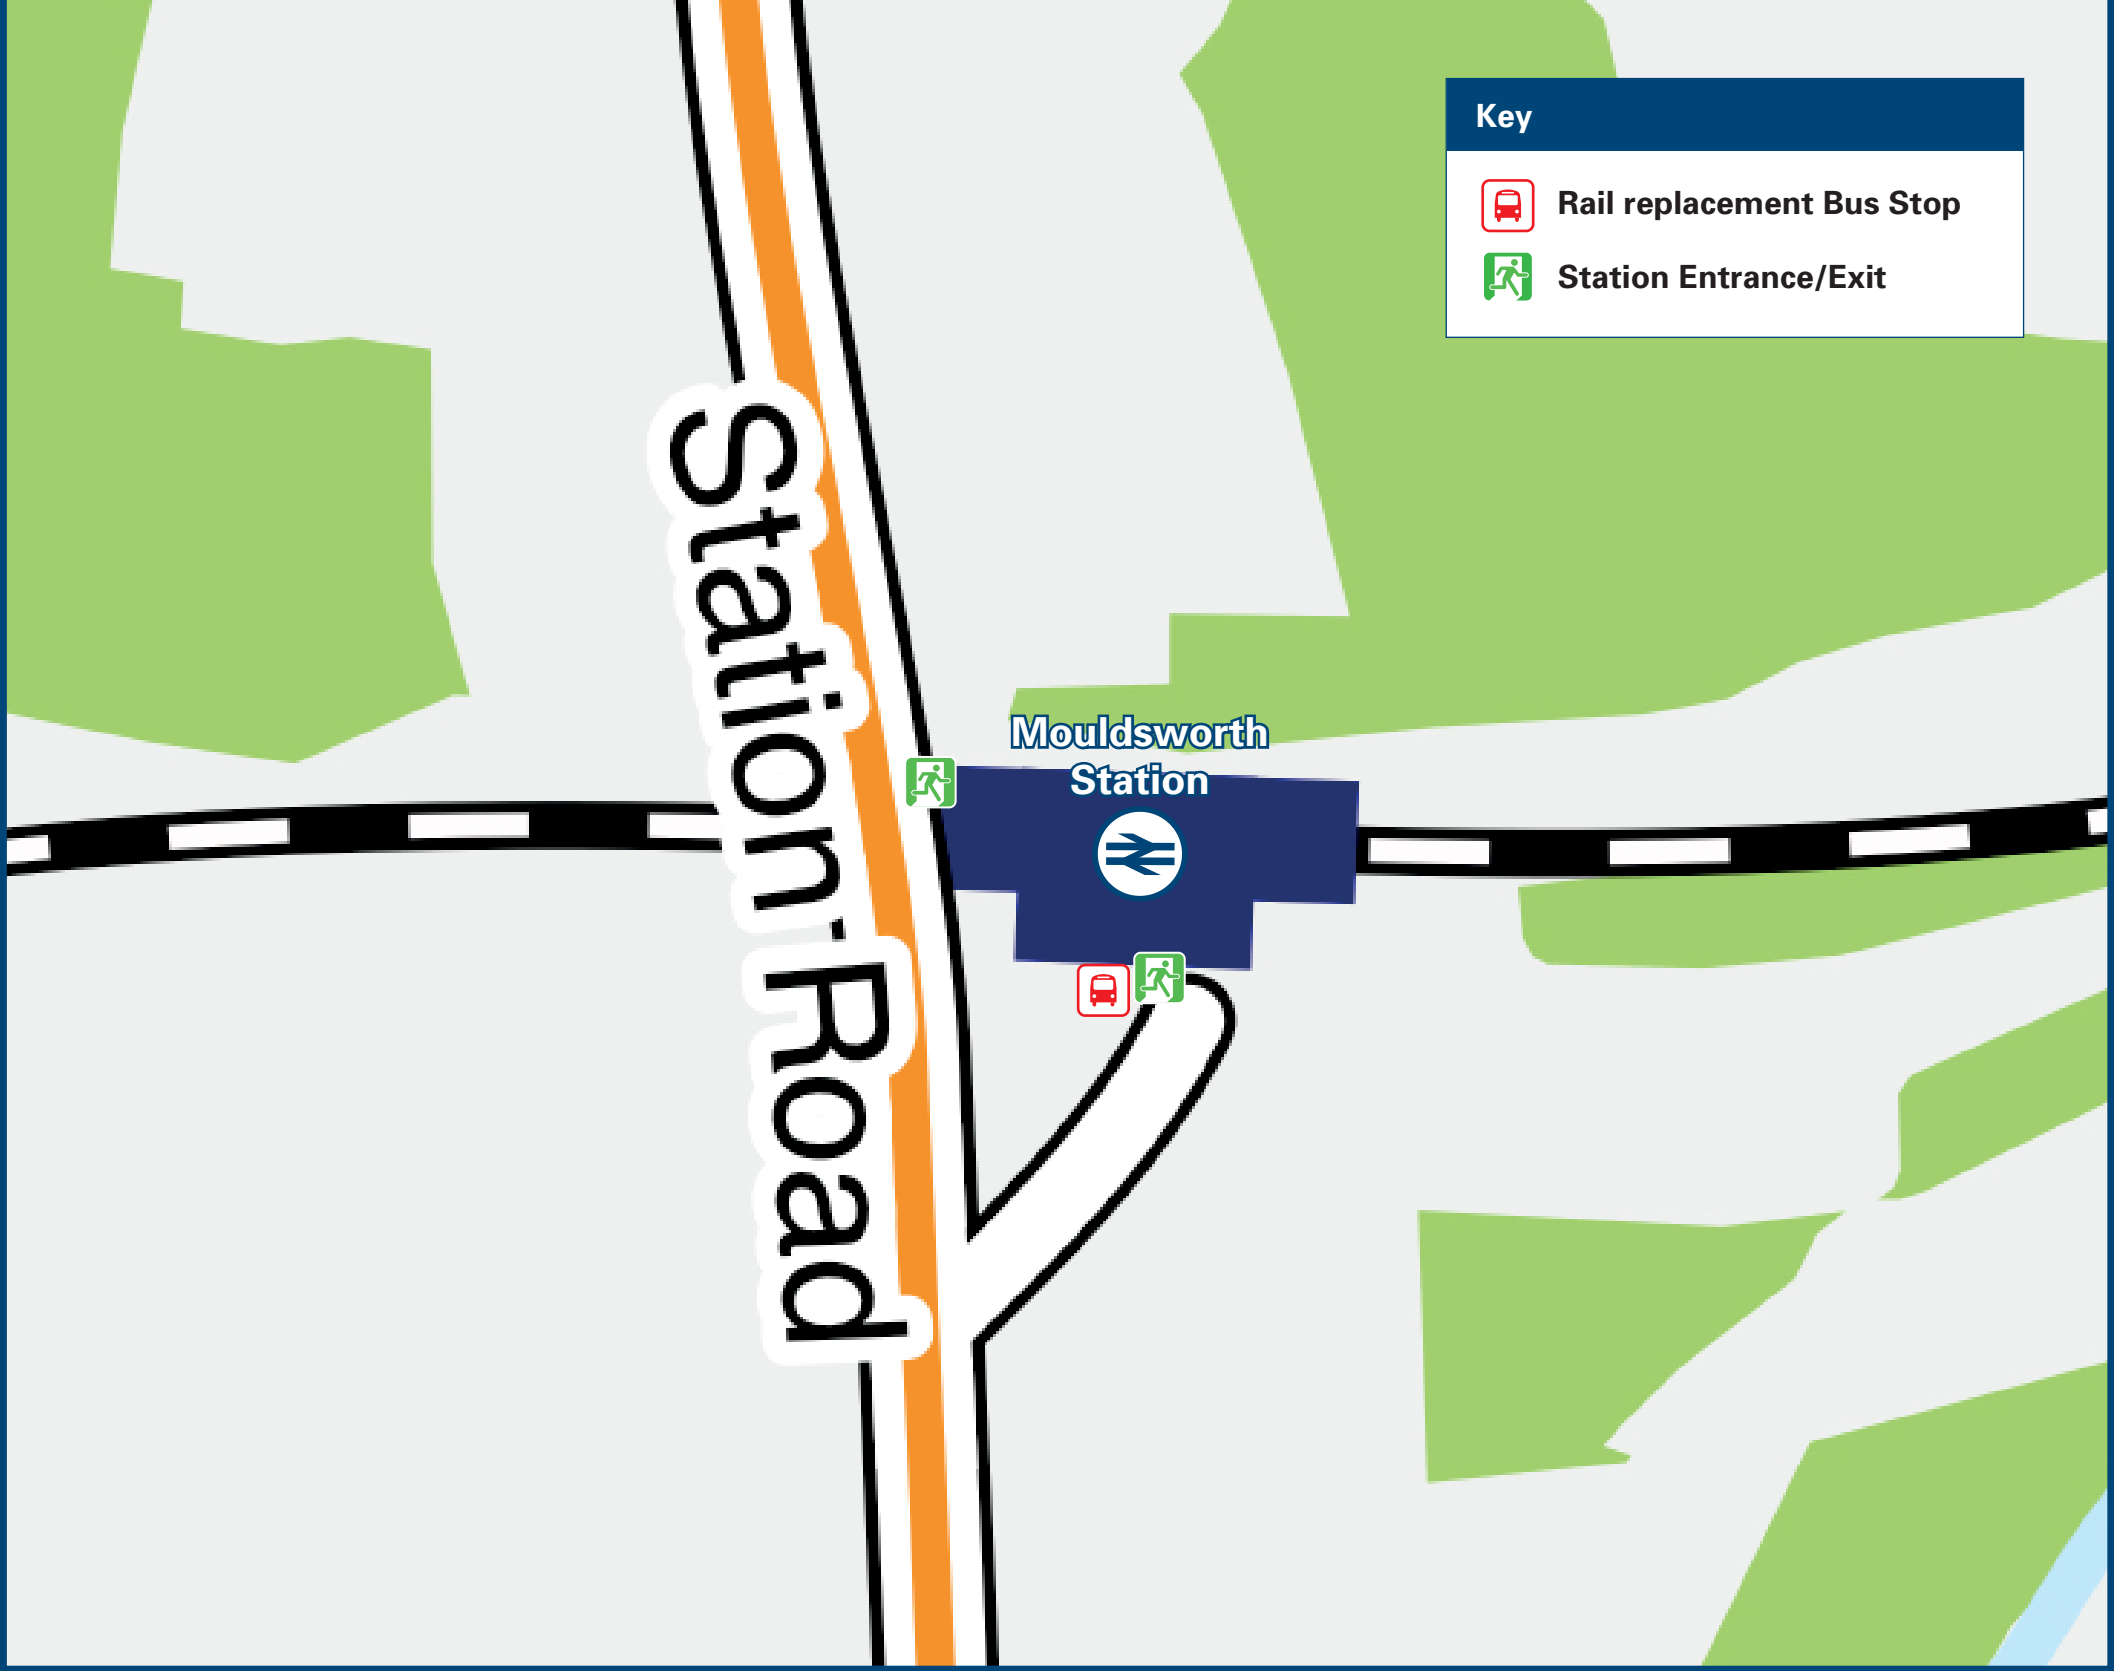 Key
Rail replacement Bus Stop
Station Entrance/Exit
Station Road
Mouldsworth
Station